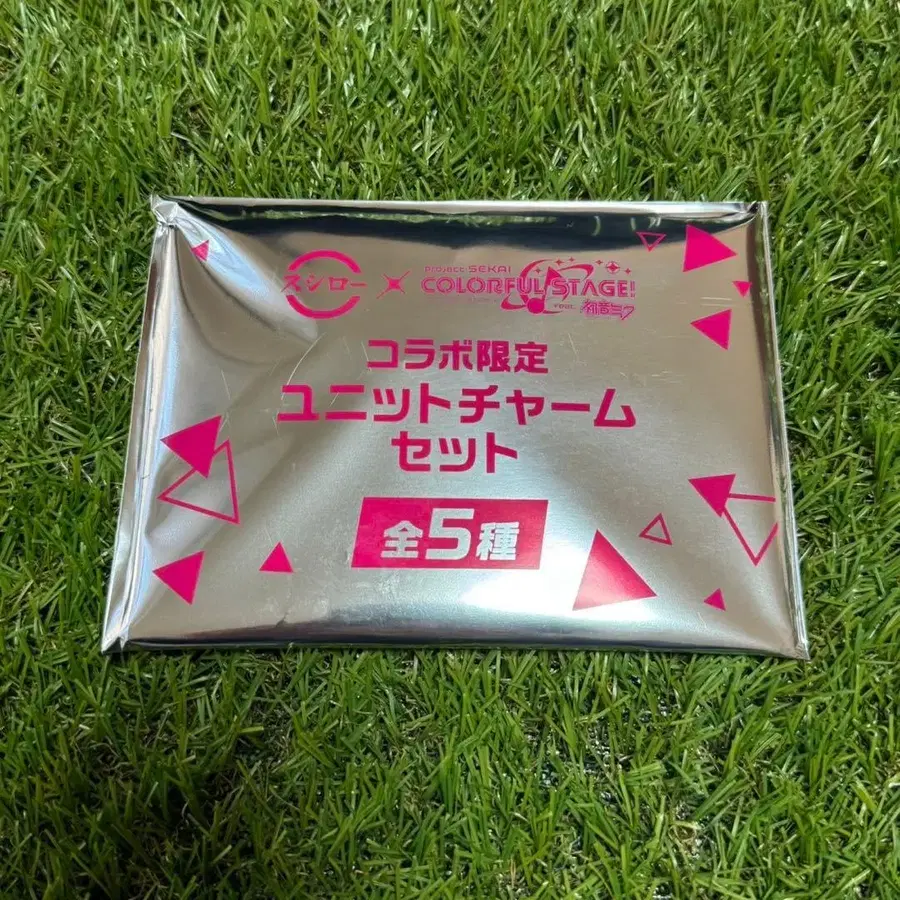 スシロー × PROJECT SEKAI
COLORFUL STAGE!
feat. 初音ミク
コラボ限定
ユニットチャーム
セット
全5種